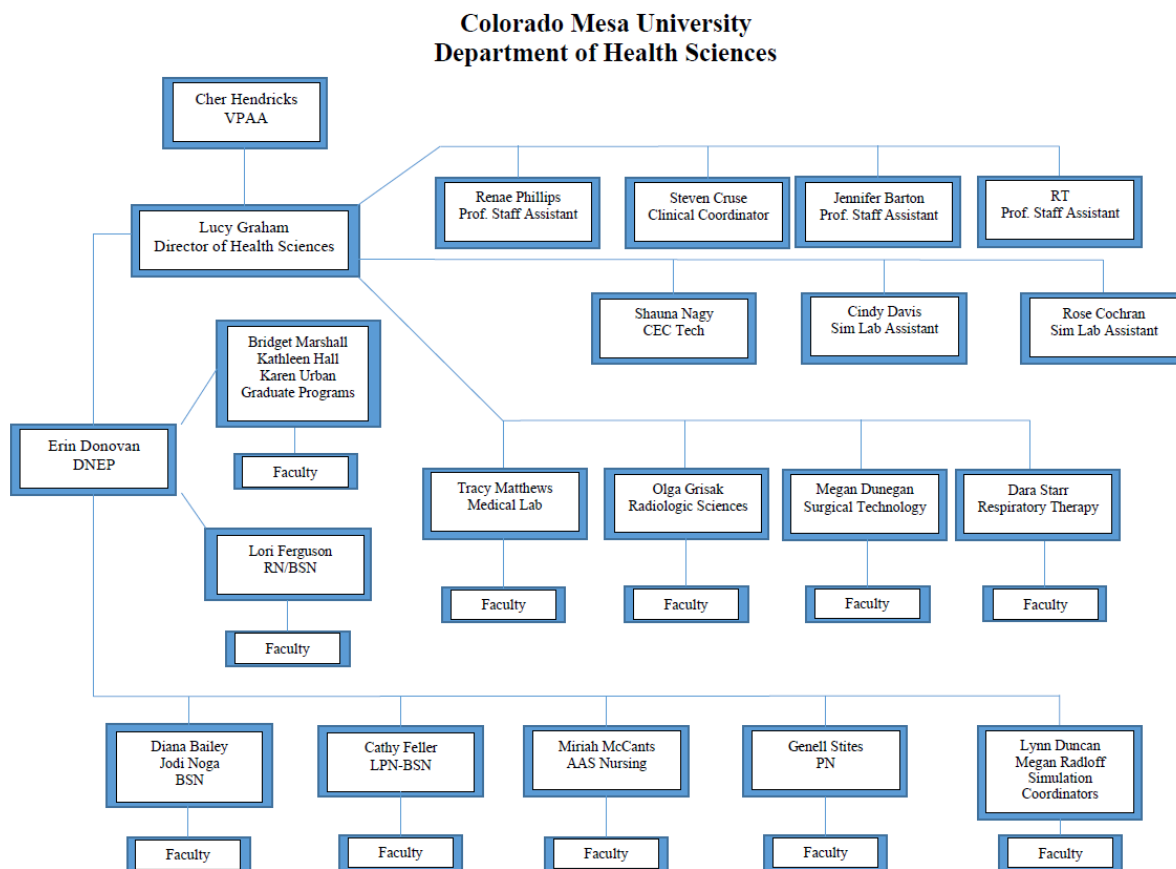 Colorado Mesa University
Department of Health Sciences
Cher Hendricks
VPAA
Lucy Graham
Director of Health Sciences
Renae Phillips
Prof. Staff Assistant
Steven Cruse
Clinical Coordinator
Jennifer Barton
Prof. Staff Assistant
RT
Prof. Staff Assistant
Shauna Nagy
CEC Tech
Cindy Davis
Sim Lab Assistant
Rose Cochran
Sim Lab Assistant
Bridget Marshall
Kathleen Hall
Karen Urban
Graduate Programs
Faculty
Erin Donovan
DNEP
Lori Ferguson
RN/BSN
Faculty
Tracy Matthews
Medical Lab
Faculty
Olga Grisak
Radiologic Sciences
Faculty
Megan Dunegan
Surgical Technology
Faculty
Dara Starr
Respiratory Therapy
Faculty
Diana Bailey
Jodi Noga
BSN
Faculty
Cathy Feller
LPN-BSN
Faculty
Miriah McCants
AAS Nursing
Faculty
Genell Stites
PN
Faculty
Lynn Duncan
Megan Radloff
Simulation
Coordinators
Faculty